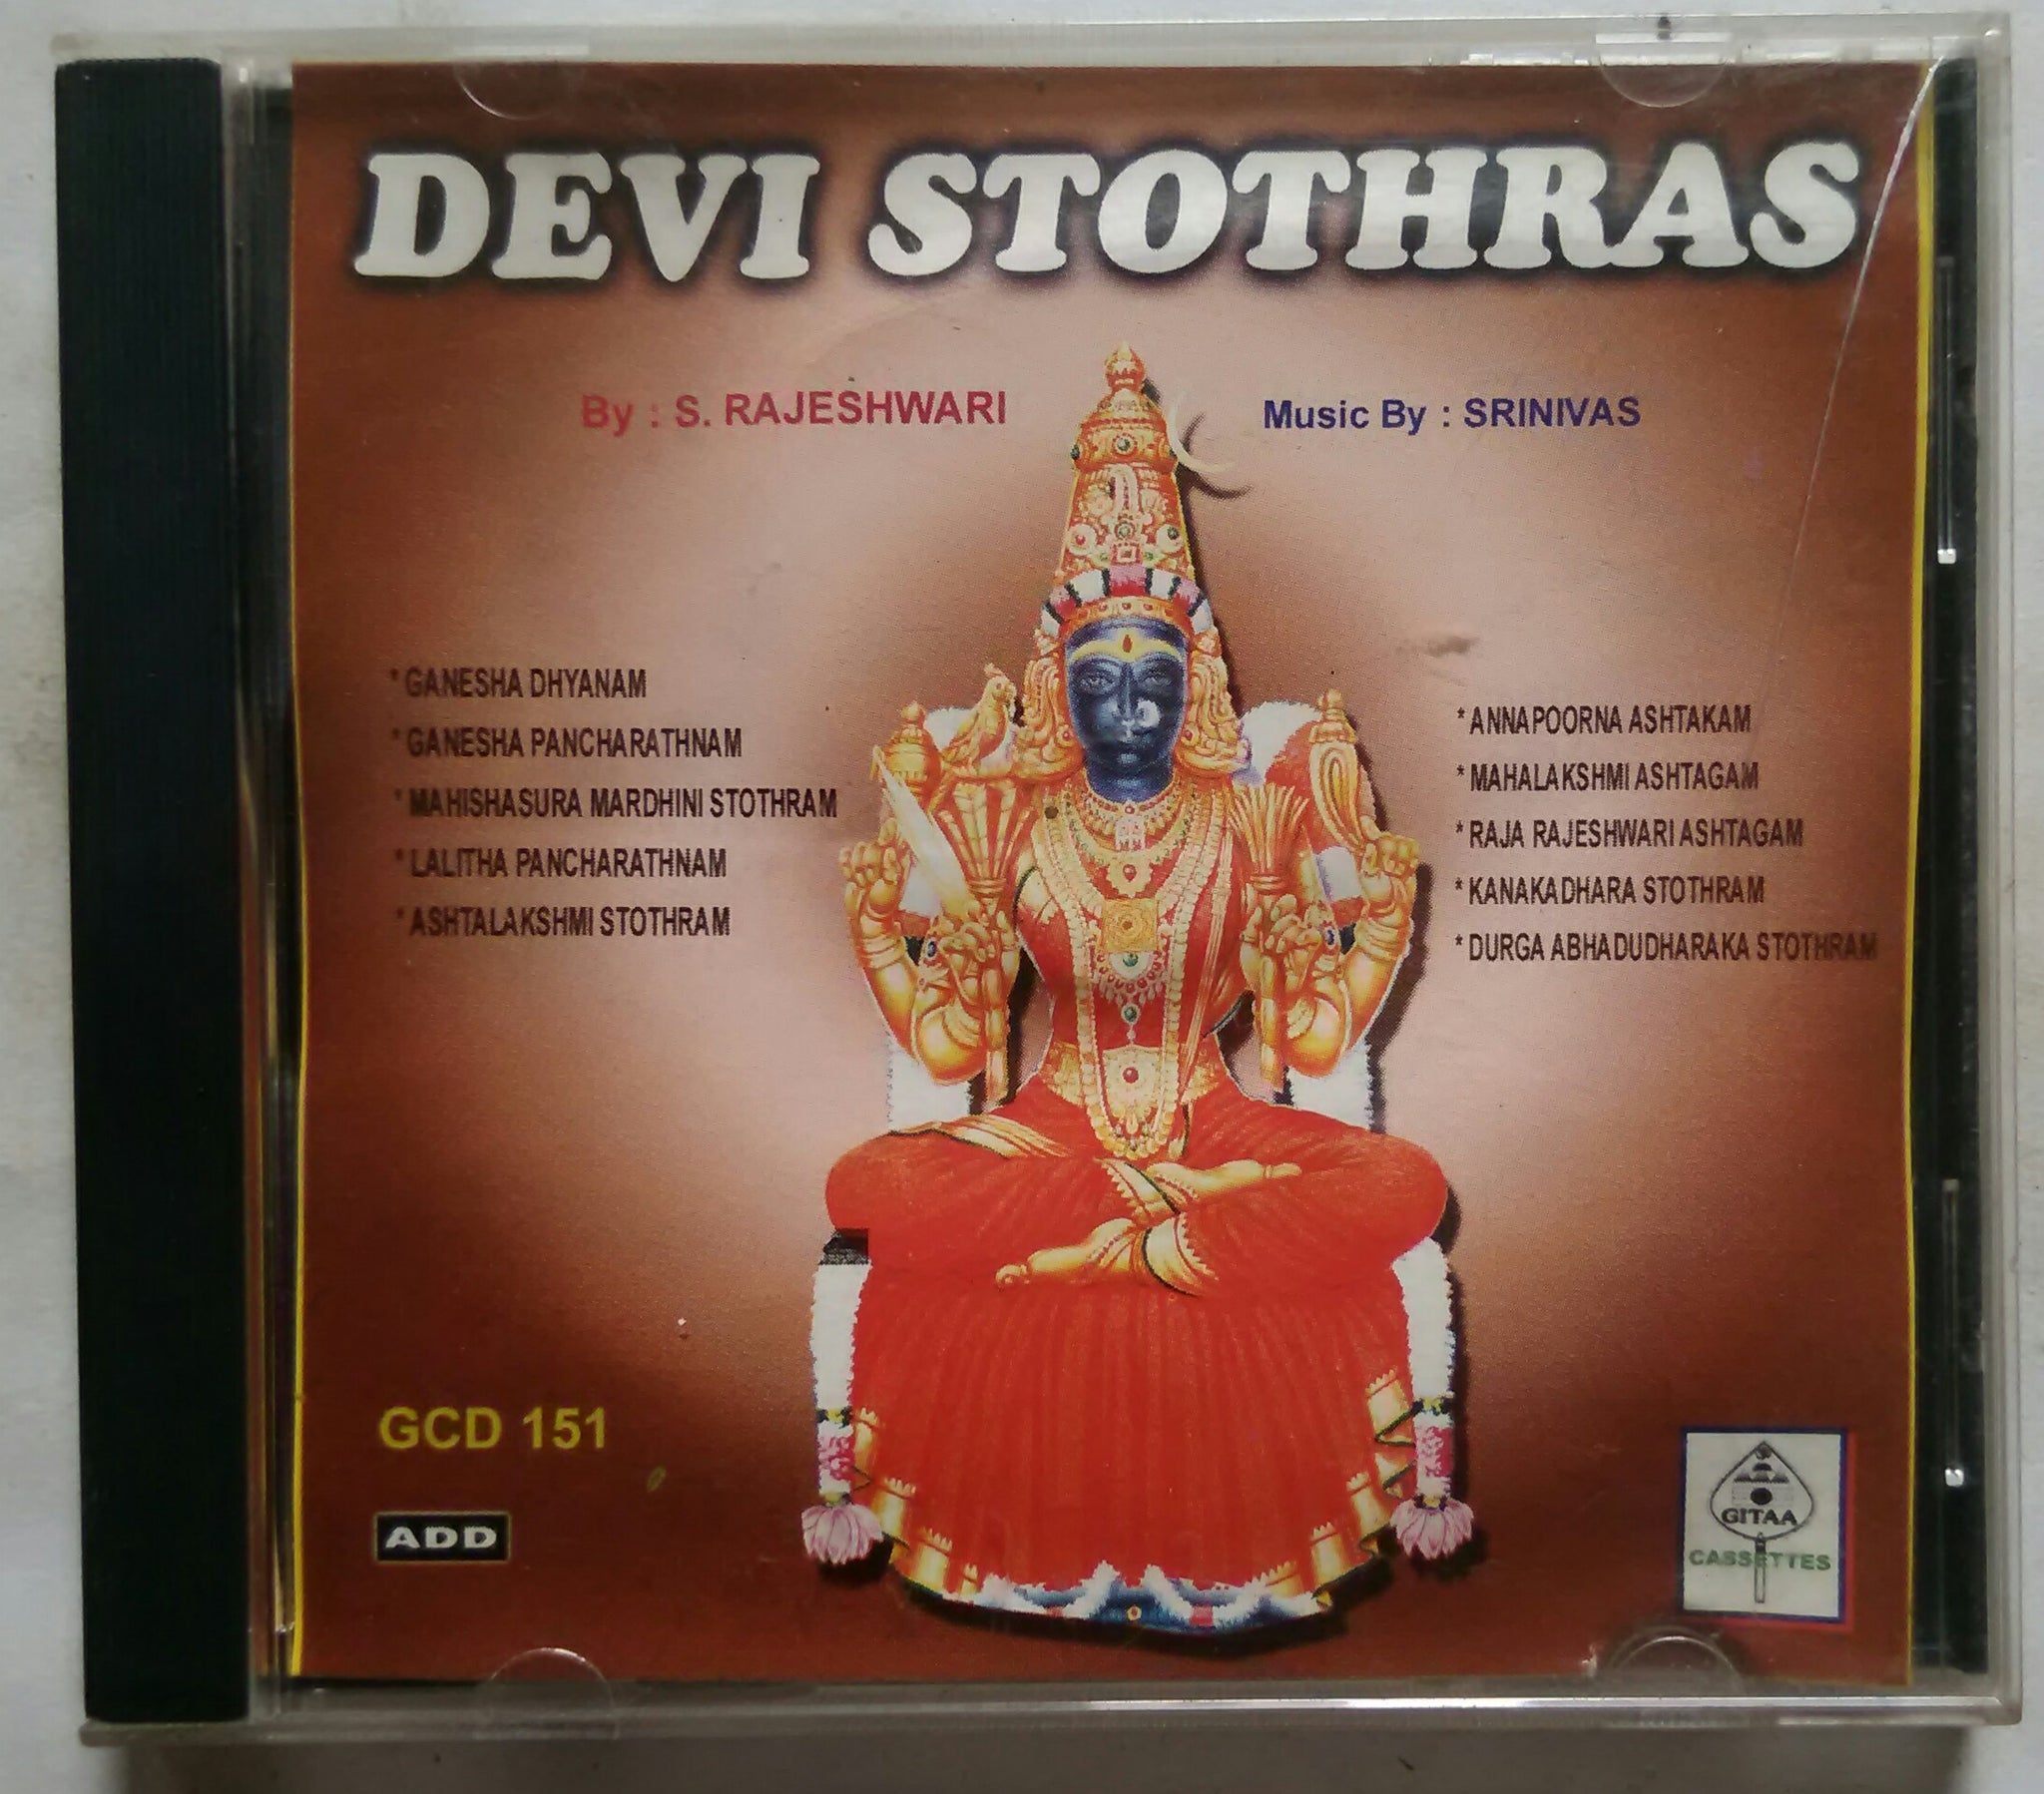 DEVI STOTHRAS
By : S. RAJESHWARI
Music By : SRINIVAS
* GANESHA DHYANAM
* GANESHA PANCHARATHNAM
* MAHISHASURA MARDHINI STOTHRAM
* LALITHA PANCHARATHNAM
* ASHTALAKSHMI STOTHRAM
* ANNAPOORNA ASHTAKAM
* MAHALAKSHMI ASHTAGAM
* RAJA RAJESHWARI ASHTAGAM
* KANAKADHARA STOTHRAM
* DURGA ABHADUDHARAKA STOTHRAM
GCD 151
ADD
GITAA
CASSETTES